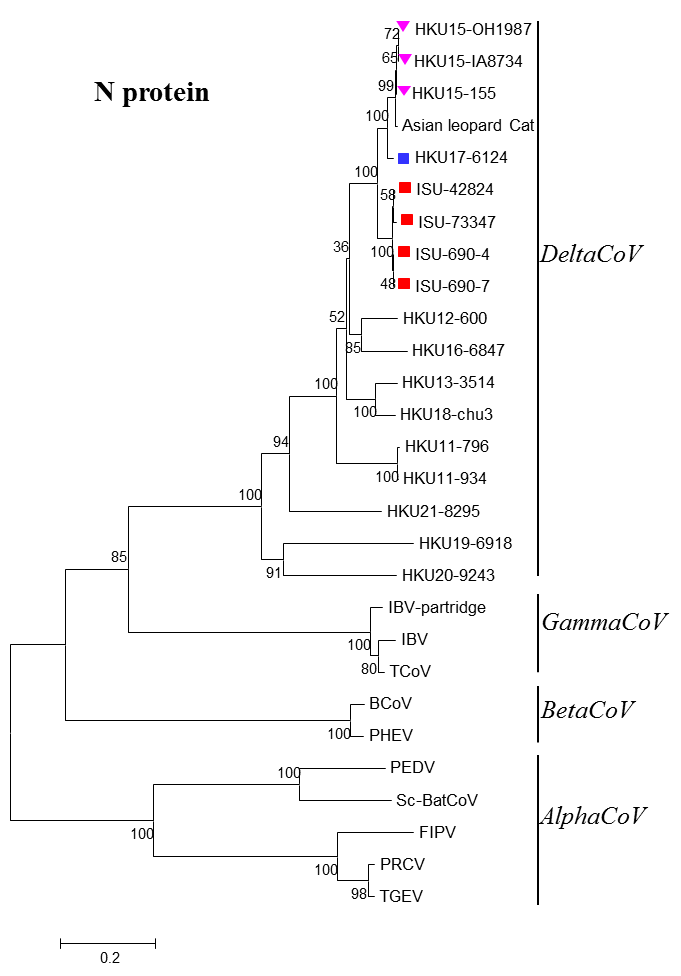 72
HKU15-OH1987
65
HKU15-IA8734
N protein
99
HKU15-155
100
Asian leopard Cat
HKU17-6124
100
58
ISU-42824
ISU-73347
36
100
ISU-690-4
DeltaCoV
48
ISU-690-7
52
HKU12-600
85
HKU16-6847
100
HKU13-3514
100
HKU18-chu3
94
HKU11-796
100
HKU11-934
100
HKU21-8295
HKU19-6918
85
91
HKU20-9243
IBV-partridge
GammaCoV
100
IBV
80
TCoV
BCoV
BetaCoV
100
PHEV
100
PEDV
Sc-BatCoV
AlphaCoV
100
FIPV
100
PRCV
98
TGEV
0.2